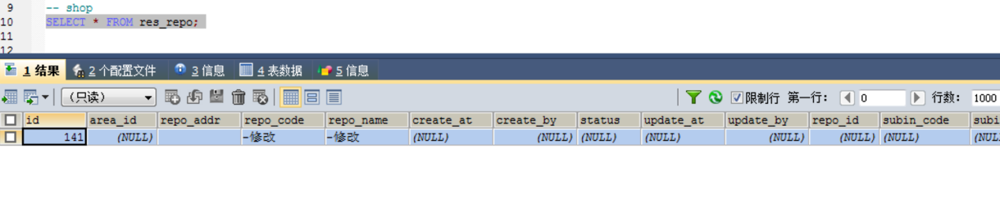 9 -- shop
10 SELECT * FROM res_repo;
11
12
1 结果 2 个配置文件 3 信息 4 表数据 5 信息
（只读） 限制行 第一行： 0 行数： 1000
id area_id repo_addr repo_code repo_name create_at create_by status update_at update_by repo_id subin_code subi
141 (NULL) -修改 -修改 (NULL) (NULL) (NULL) (NULL) (NULL) (NULL) (NULL) (NUL